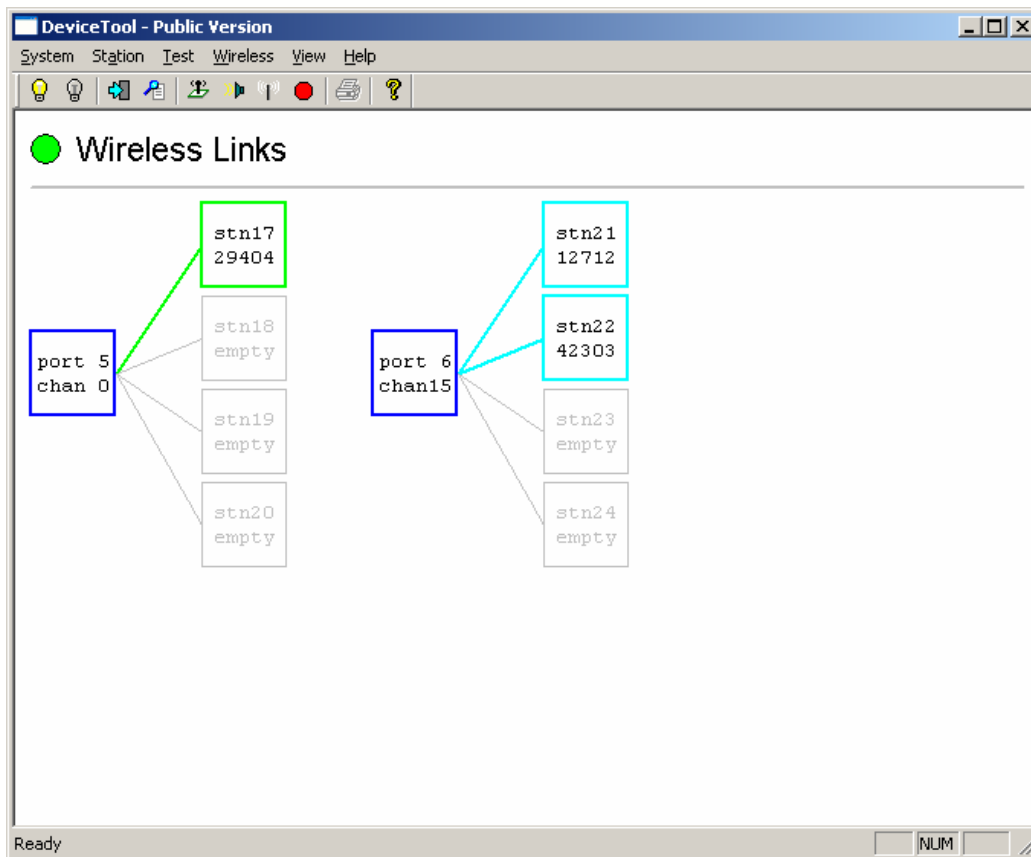 DeviceTool - Public Version
System Station Test Wireless View Help
Wireless Links
stn17
29404
stn18
empty
port 5
chan 0
stn19
empty
stn20
empty
stn21
12712
stn22
42303
port 6
chan15
stn23
empty
stn24
empty
Ready
NUM